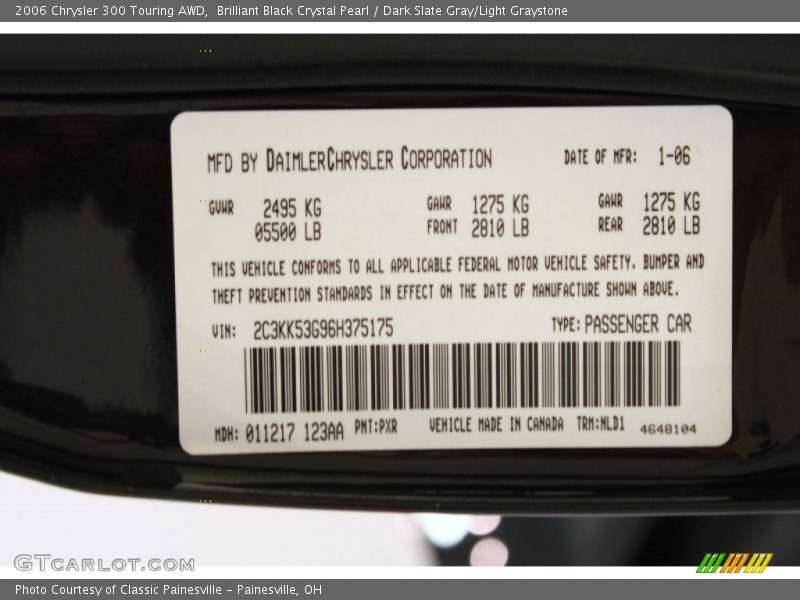 2006 Chrysler 300 Touring AWD,  Brilliant Black Crystal Pearl / Dark Slate Gray/Light Graystone
MFD BY DAIMLERCHRYSLER CORPORATION DATE OF MFR: 1-06
GVWR 2495 KG GAWR 1275 KG GAWR 1275 KG
05500 LB FRONT 2810 LB REAR 2810 LB
THIS VEHICLE CONFORMS TO ALL APPLICABLE FEDERAL MOTOR VEHICLE SAFETY, BUMPER AND
THEFT PREVENTION STANDARDS IN EFFECT ON THE DATE OF MANUFACTURE SHOWN ABOVE.
VIN: 2C3KK53G96H375175 TYPE: PASSENGER CAR
MDH: 011217 123AA PNT:PXR VEHICLE MADE IN CANADA TRM:NLD1 4648104
GTCARLOT.COM
Photo Courtesy of Classic Painesville - Painesville, OH